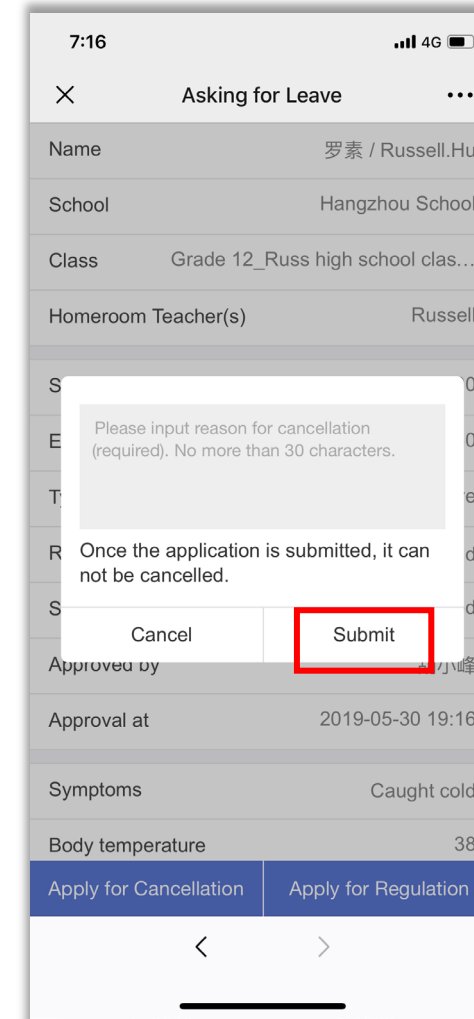 7:16
4G
Asking for Leave
Name 罗素 / Russell.Hu
School Hangzhou School
Class Grade 12_Russ high school clas...
Homeroom Teacher(s) Russell
Please input reason for cancellation
(required). No more than 30 characters.
Once the application is submitted, it can
not be cancelled.
Cancel Submit
Approved by 小峰
Approval at 2019-05-30 19:16
Symptoms Caught cold
Body temperature 38
Apply for Cancellation Apply for Regulation